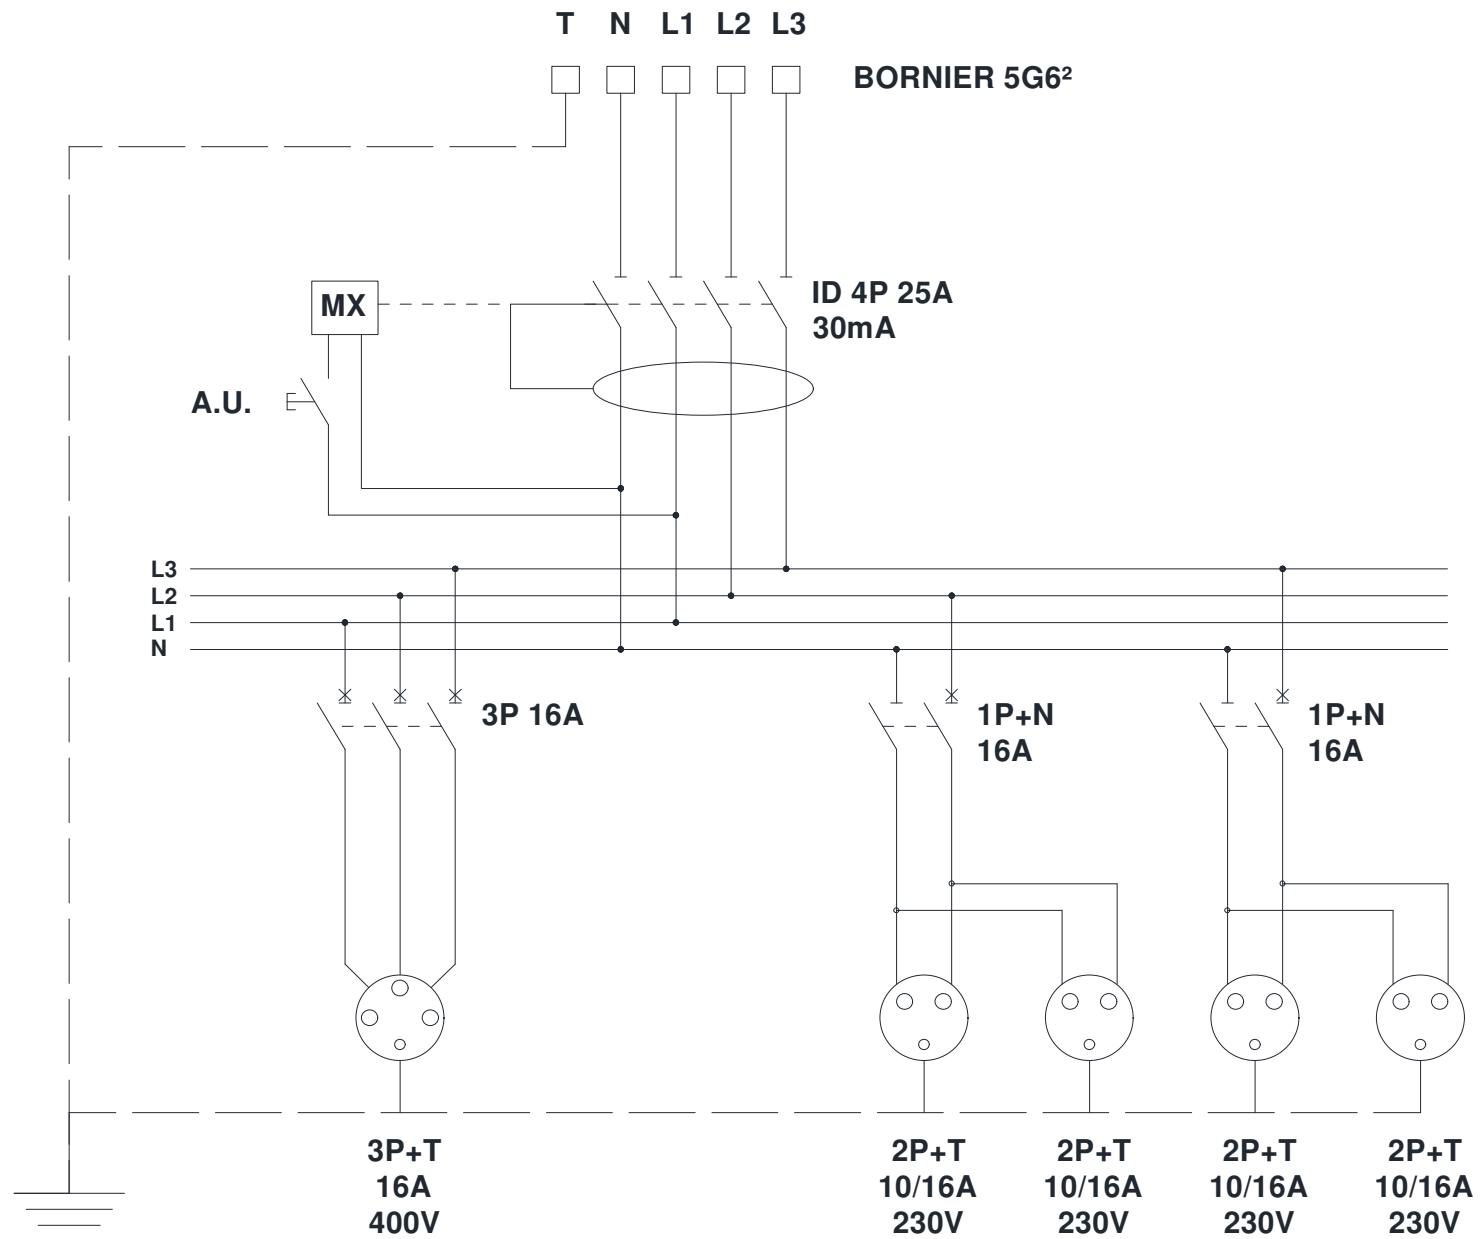 T N L1 L2 L3
BORNIER 5G6²
MX
ID 4P 25A
30mA
A.U.
L3
L2
L1
N
3P 16A
1P+N
16A
1P+N
16A
3P+T
16A
400V
2P+T
10/16A
230V
2P+T
10/16A
230V
2P+T
10/16A
230V
2P+T
10/16A
230V